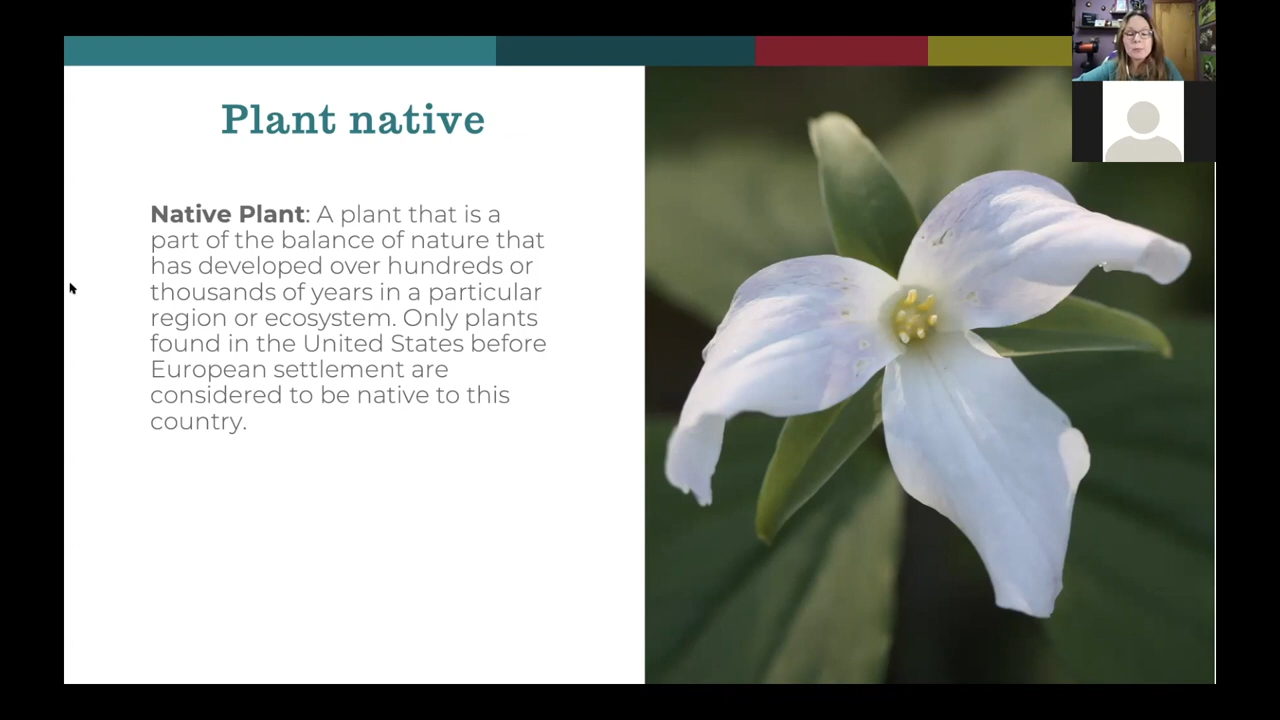 Plant native
Native Plant: A plant that is a
part of the balance of nature that
has developed over hundreds or
thousands of years in a particular
region or ecosystem. Only plants
found in the United States before
European settlement are
considered to be native to this
country.